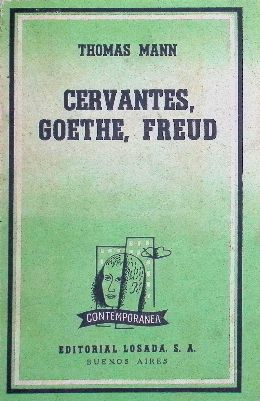 THOMAS MANN
CERVANTES,
GOETHE, FREUD
CONTEMPORANEA
EDITORIAL LOSADA, S. A.
BUENOS AIRES